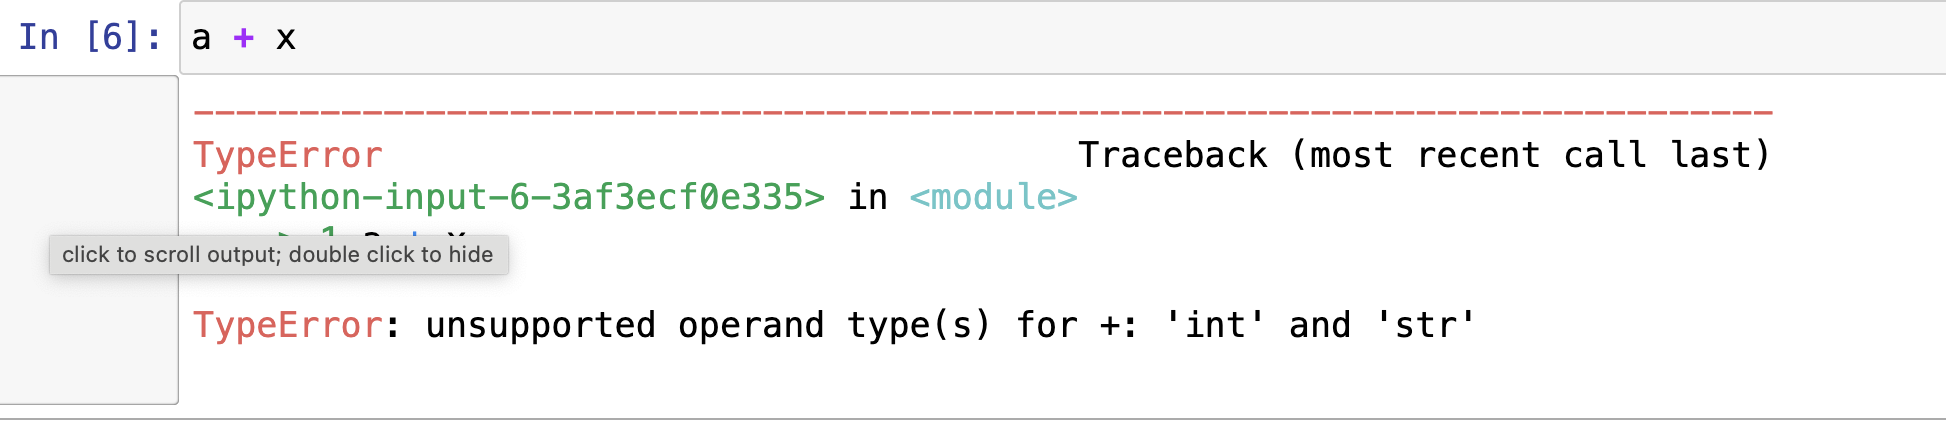 In [6]: a + x
---------------------------------------------------------------------------
TypeError Traceback (most recent call last)
<ipython-input-6-3af3ecf0e335> in <module>
click to scroll output; double click to hide
TypeError: unsupported operand type(s) for +: 'int' and 'str'